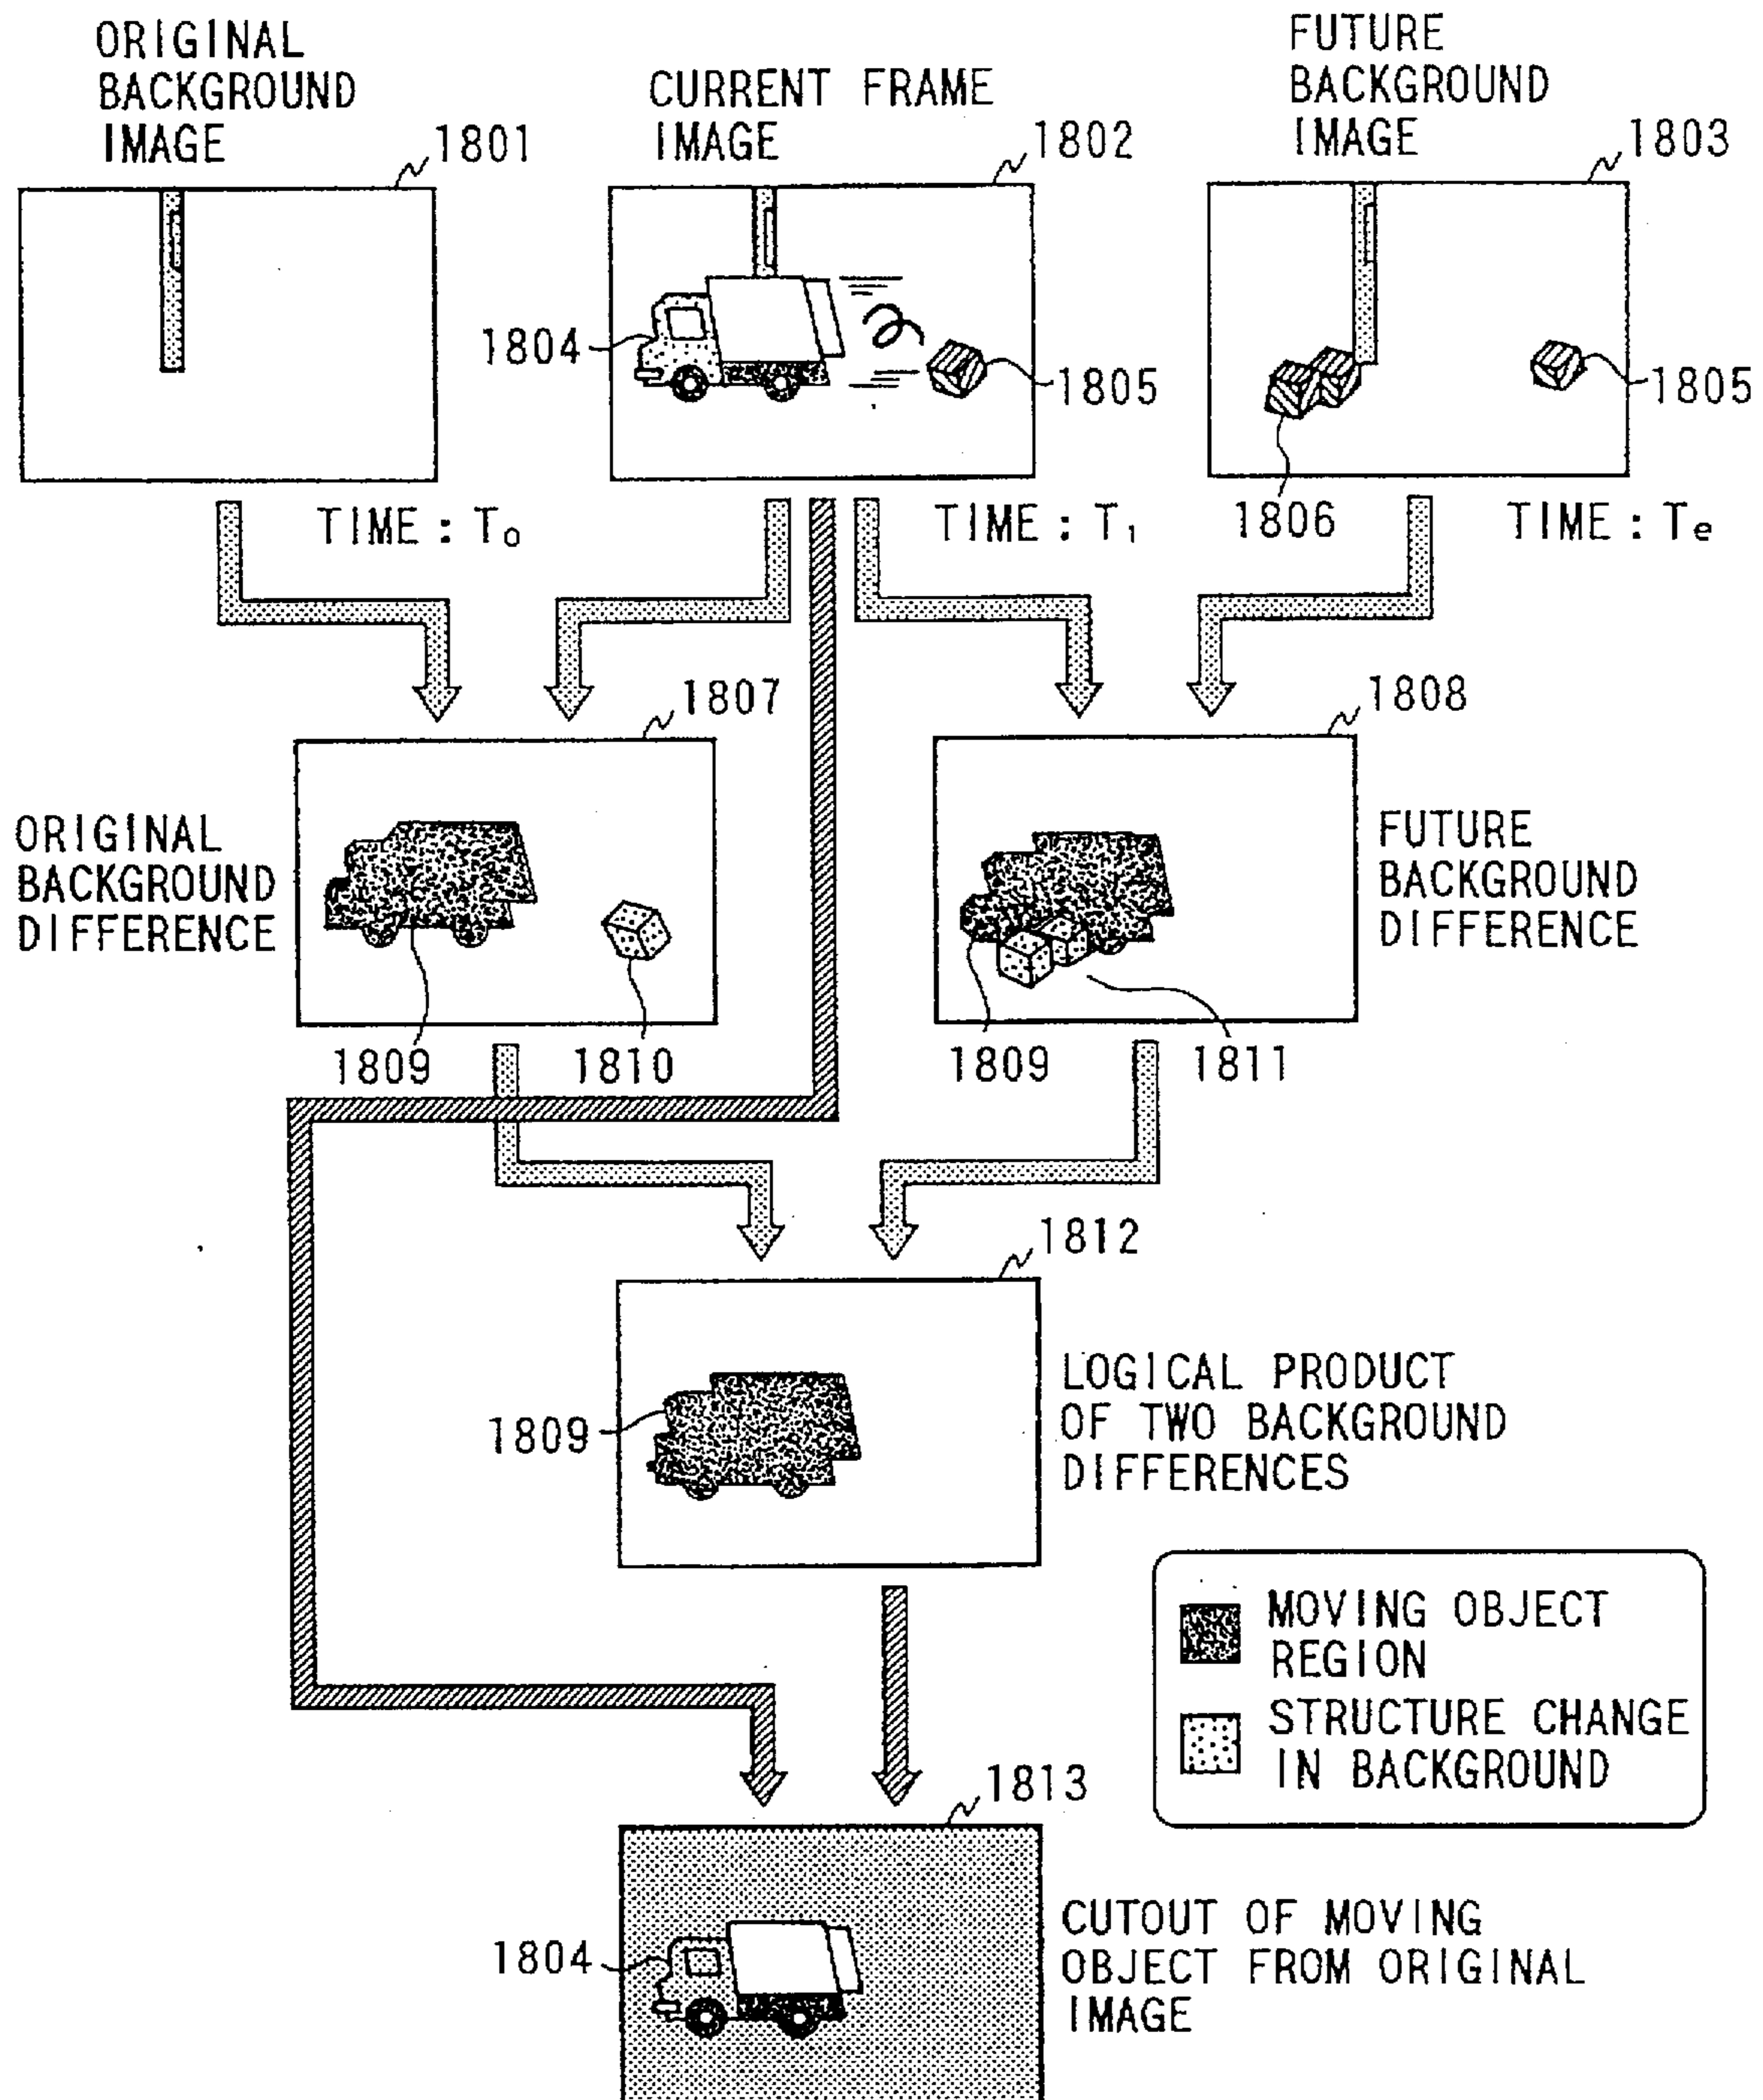 ORIGINAL
BACKGROUND
IMAGE
1801
CURRENT FRAME
IMAGE
1802
FUTURE
BACKGROUND
IMAGE
1803
1804
1805
1805
1806
TIME : T₀
TIME : T₁
TIME : Te
1807
1808
ORIGINAL
BACKGROUND
DIFFERENCE
FUTURE
BACKGROUND
DIFFERENCE
1809
1810
1809
1811
1812
1809
LOGICAL PRODUCT
OF TWO BACKGROUND
DIFFERENCES
MOVING OBJECT
REGION
STRUCTURE CHANGE
IN BACKGROUND
1813
1804
CUTOUT OF MOVING
OBJECT FROM ORIGINAL
IMAGE